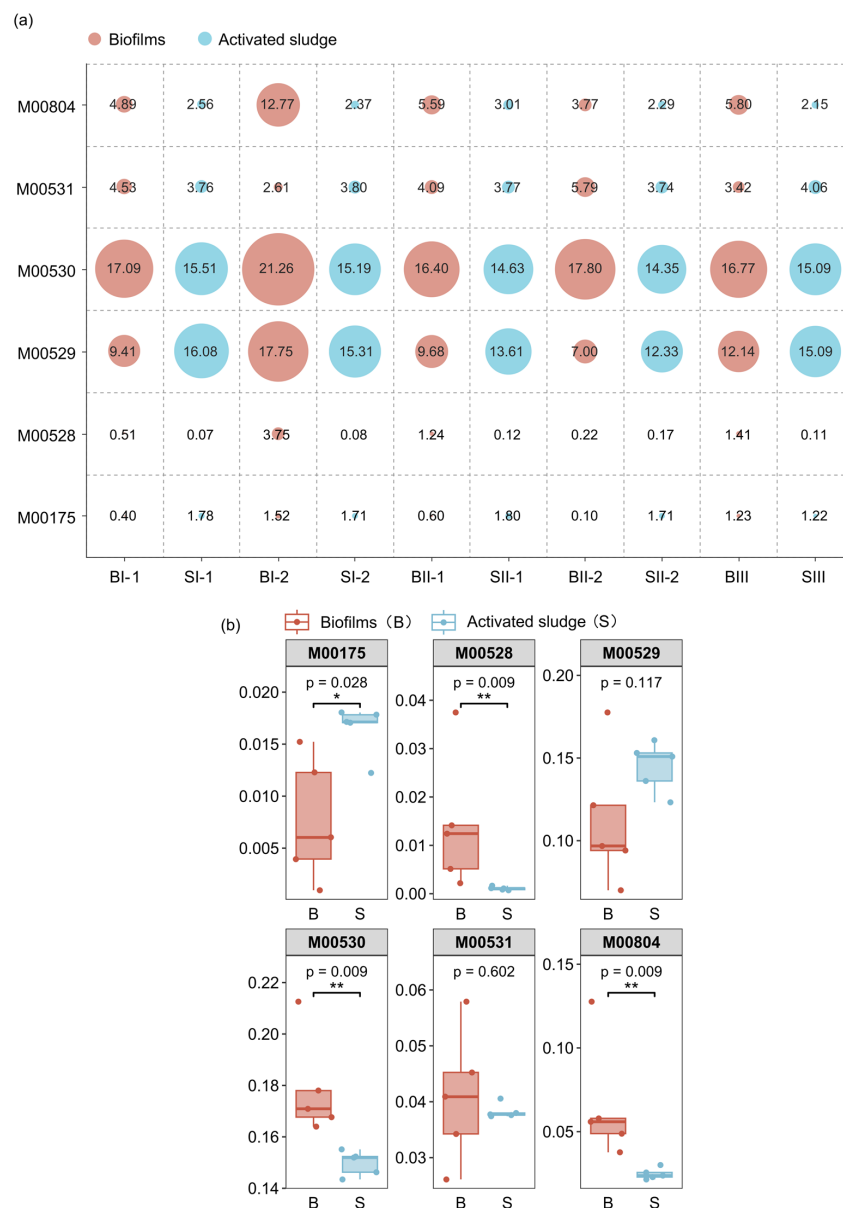 (a)
Biofilms Activated sludge
M00804 4.89 2.56 12.77 2.37 5.59 3.01 3.77 2.29 5.80 2.15
M00531 4.53 3.76 2.61 3.80 4.09 3.77 5.79 3.74 3.42 4.06
M00530 17.09 15.51 21.26 15.19 16.40 14.63 17.80 14.35 16.77 15.09
M00529 9.41 16.08 17.75 15.31 9.68 13.61 7.00 12.33 12.14 15.09
M00528 0.51 0.07 3.75 0.08 1.24 0.12 0.22 0.17 1.41 0.11
M00175 0.40 1.78 1.52 1.71 0.60 1.80 0.10 1.71 1.23 1.22
BI-1 SI-1 BI-2 SI-2 BII-1 SII-1 BII-2 SII-2 BIII SIII
(b)
Biofilms（B） Activated sludge（S）
M00175 M00528 M00529
p = 0.028 p = 0.009 p = 0.117
* **
0.020
0.015
0.010
0.005
0.04
0.03
0.02
0.01
0.00
0.20
0.15
0.10
B S B S B S
M00530 M00531 M00804
p = 0.009 p = 0.602 p = 0.009
** **
0.22
0.20
0.18
0.16
0.14
0.06
0.05
0.04
0.03
0.15
0.10
0.05
B S B S B S